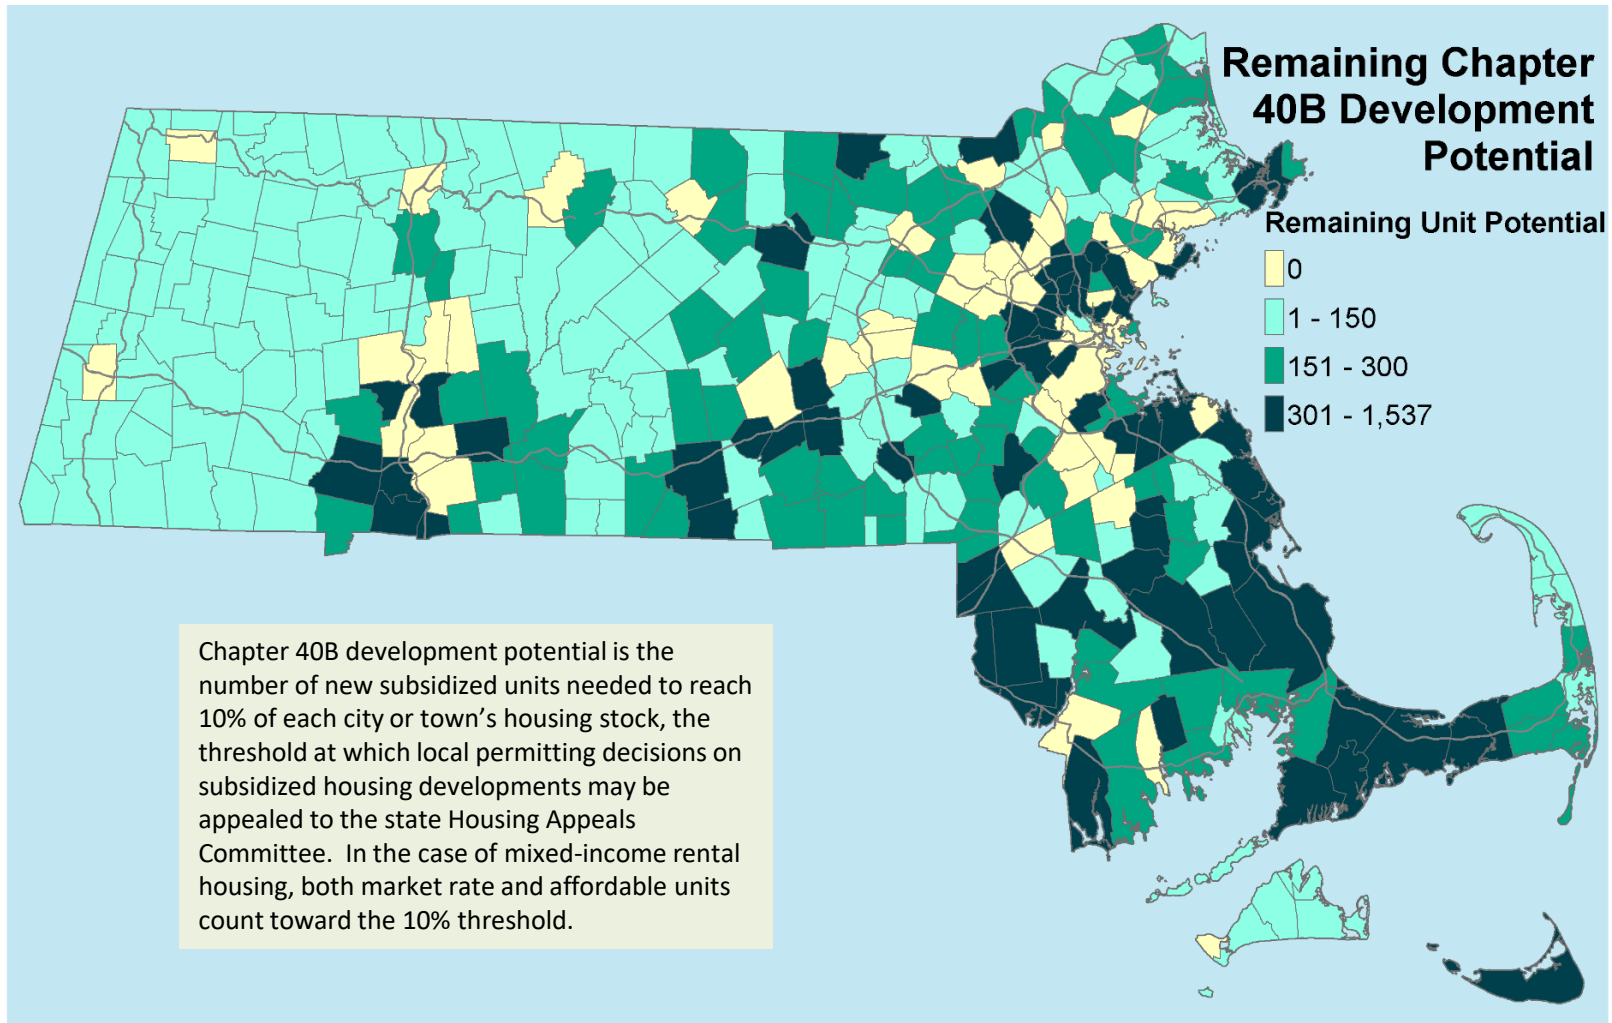 Remaining Chapter
40B Development
Potential
Remaining Unit Potential
0
1 - 150
151 - 300
301 - 1,537
Chapter 40B development potential is the
number of new subsidized units needed to reach
10% of each city or town’s housing stock, the
threshold at which local permitting decisions on
subsidized housing developments may be
appealed to the state Housing Appeals
Committee.  In the case of mixed-income rental
housing, both market rate and affordable units
count toward the 10% threshold.